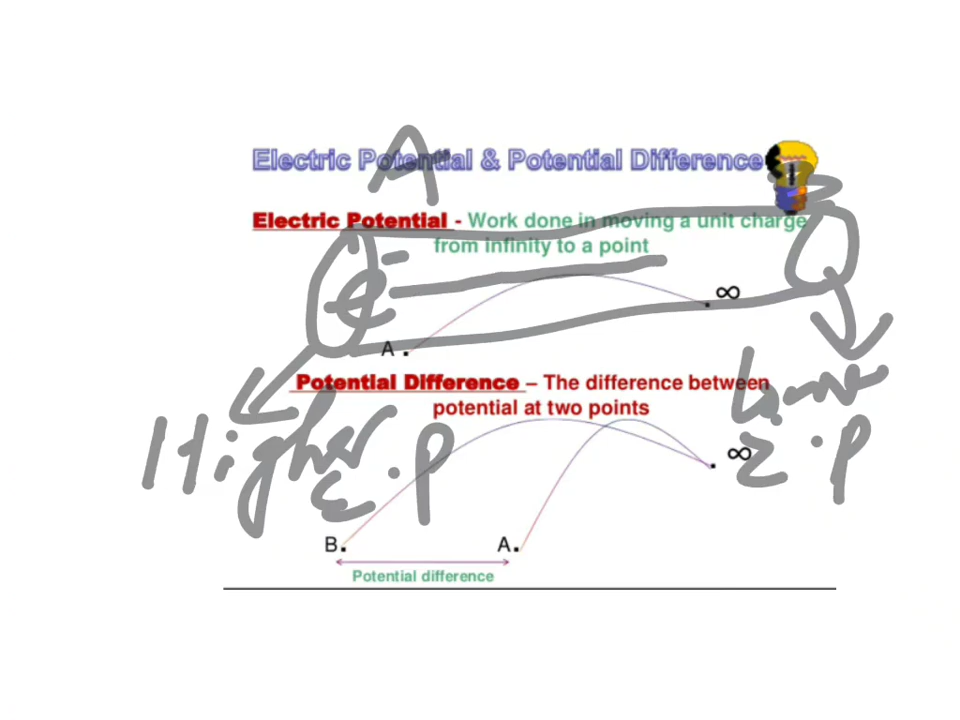 A
Electric Potential & Potential Difference
Electric Potential - Work done in moving a unit charge
from infinity to a point
∞
A .
Potential Difference – The difference between
potential at two points
Higher
E.P
Lower
E.P
∞
B. A.
Potential difference